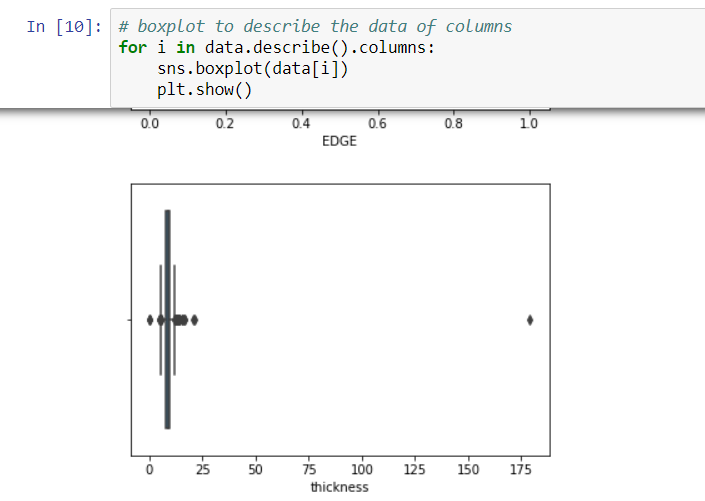 In [10]: # boxplot to describe the data of columns
for i in data.describe().columns:
    sns.boxplot(data[i])
    plt.show()
0.0 0.2 0.4 0.6 0.8 1.0
EDGE
0 25 50 75 100 125 150 175
thickness